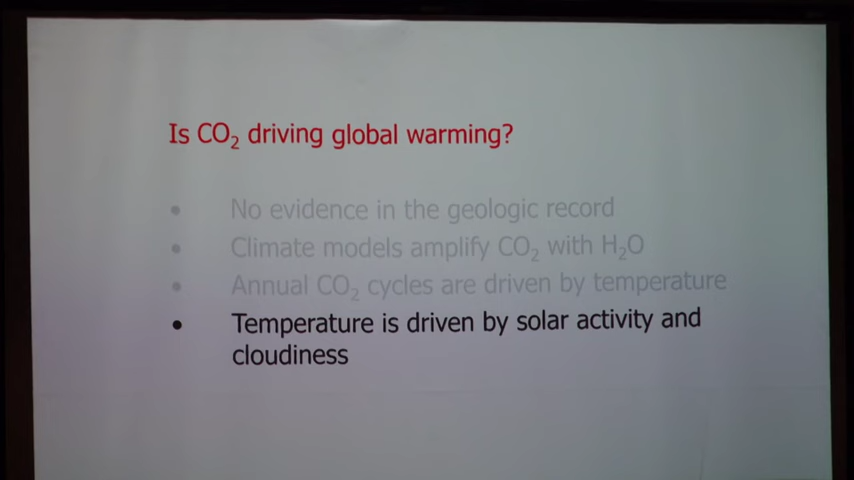 Is CO₂ driving global warming?
• No evidence in the geologic record
• Climate models amplify CO₂ with H₂O
• Annual CO₂ cycles are driven by temperature
• Temperature is driven by solar activity and
cloudiness